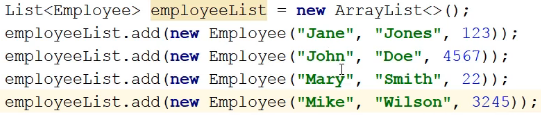 List<Employee> employeeList = new ArrayList<>();
employeeList.add(new Employee("Jane", "Jones", 123));
employeeList.add(new Employee("John", "Doe", 4567));
employeeList.add(new Employee("Mary", "Smith", 22));
employeeList.add(new Employee("Mike", "Wilson", 3245));